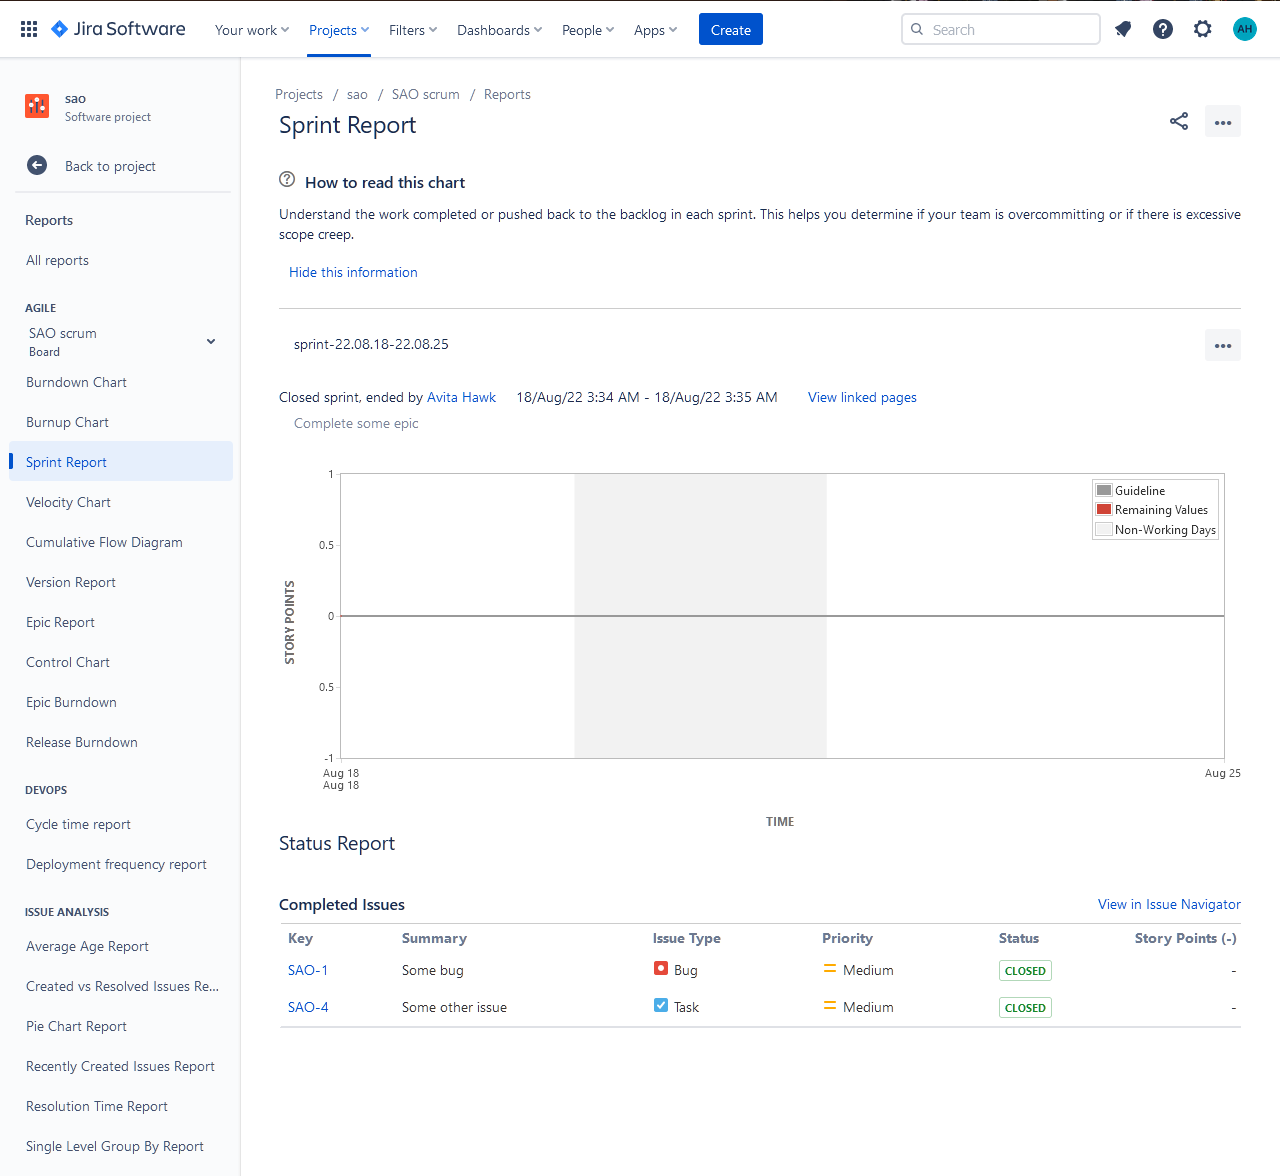 Jira Software
Your work
Projects
Filters
Dashboards
People
Apps
Create
Search
AH
sao
Software project
Back to project
Reports
All reports
AGILE
SAO scrum
Board
Burndown Chart
Burnup Chart
Sprint Report
Velocity Chart
Cumulative Flow Diagram
Version Report
Epic Report
Control Chart
Epic Burndown
Release Burndown
DEVOPS
Cycle time report
Deployment frequency report
ISSUE ANALYSIS
Average Age Report
Created vs Resolved Issues Re...
Pie Chart Report
Recently Created Issues Report
Resolution Time Report
Single Level Group By Report
Projects / sao / SAO scrum / Reports
Sprint Report
How to read this chart
Understand the work completed or pushed back to the backlog in each sprint. This helps you determine if your team is overcommitting or if there is excessive
scope creep.
Hide this information
sprint-22.08.18-22.08.25
Closed sprint, ended by Avita Hawk 18/Aug/22 3:34 AM - 18/Aug/22 3:35 AM View linked pages
Complete some epic
STORY POINTS
1
0.5
0
0.5
-1
Guideline
Remaining Values
Non-Working Days
Aug 18
Aug 18
Aug 25
TIME
Status Report
Completed Issues
View in Issue Navigator
Key Summary Issue Type Priority Status Story Points (-)
SAO-1 Some bug Bug Medium CLOSED -
SAO-4 Some other issue Task Medium CLOSED -